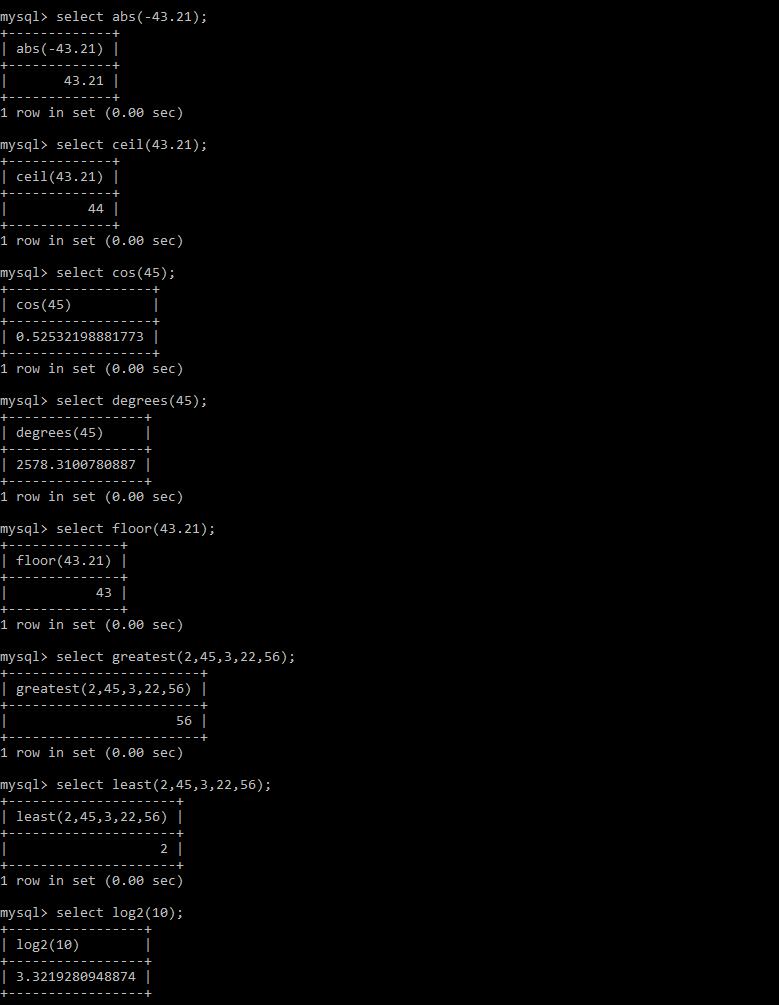 mysql> select abs(-43.21);
+-------------+
| abs(-43.21) |
+-------------+
|       43.21 |
+-------------+
1 row in set (0.00 sec)

mysql> select ceil(43.21);
+-------------+
| ceil(43.21) |
+-------------+
|          44 |
+-------------+
1 row in set (0.00 sec)

mysql> select cos(45);
+------------------+
| cos(45)          |
+------------------+
| 0.52532198881773 |
+------------------+
1 row in set (0.00 sec)

mysql> select degrees(45);
+-----------------+
| degrees(45)     |
+-----------------+
| 2578.3100780887 |
+-----------------+
1 row in set (0.00 sec)

mysql> select floor(43.21);
+--------------+
| floor(43.21) |
+--------------+
|           43 |
+--------------+
1 row in set (0.00 sec)

mysql> select greatest(2,45,3,22,56);
+------------------------+
| greatest(2,45,3,22,56) |
+------------------------+
|                     56 |
+------------------------+
1 row in set (0.00 sec)

mysql> select least(2,45,3,22,56);
+---------------------+
| least(2,45,3,22,56) |
+---------------------+
|                   2 |
+---------------------+
1 row in set (0.00 sec)

mysql> select log2(10);
+-----------------+
| log2(10)        |
+-----------------+
| 3.3219280948874 |
+-----------------+